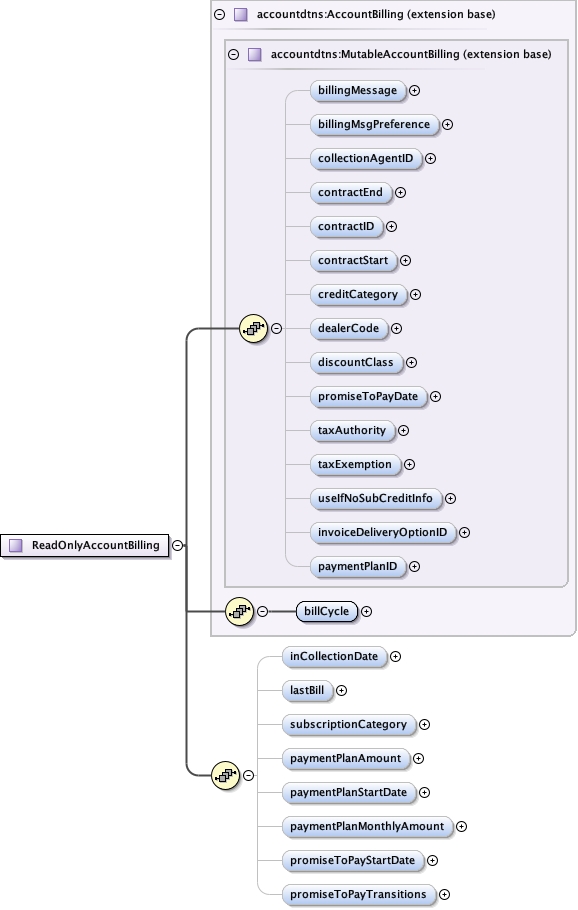 accountdtns:AccountBilling (extension base)
accountdtns:MutableAccountBilling (extension base)
billingMessage
billingMsgPreference
collectionAgentID
contractEnd
contractID
contractStart
creditCategory
dealerCode
discountClass
promiseToPayDate
taxAuthority
taxExemption
useIfNoSubCreditInfo
invoiceDeliveryOptionID
paymentPlanID
ReadOnlyAccountBilling
billCycle
inCollectionDate
lastBill
subscriptionCategory
paymentPlanAmount
paymentPlanStartDate
paymentPlanMonthlyAmount
promiseToPayStartDate
promiseToPayTransitions